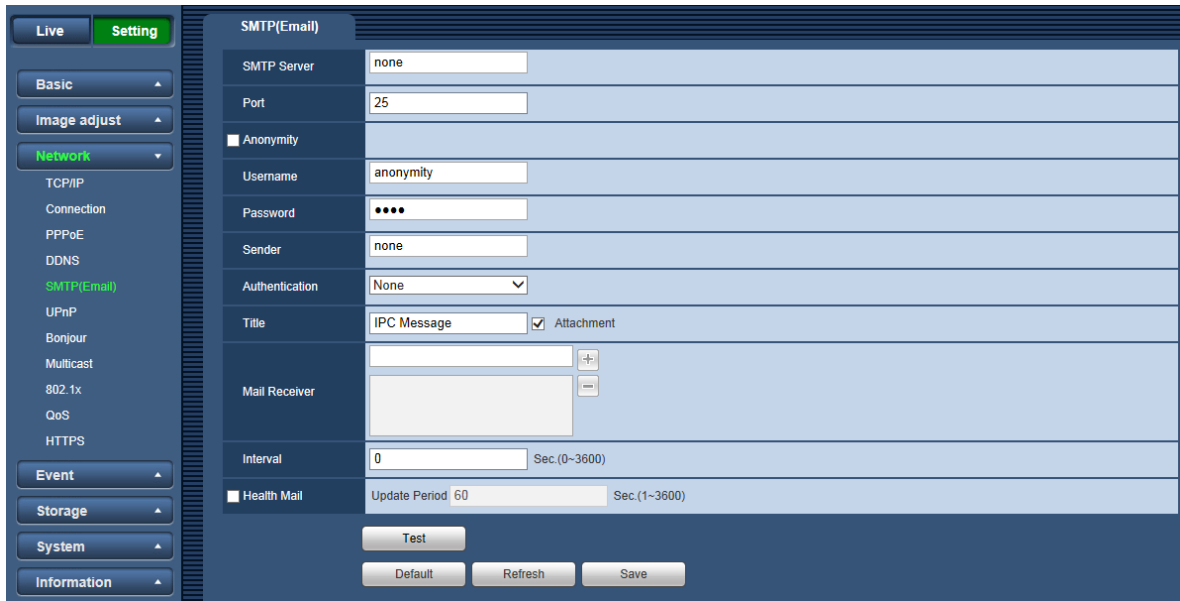 Live
Setting
Basic
Image adjust
Network
TCP/IP
Connection
PPPoE
DDNS
SMTP(Email)
UPnP
Bonjour
Multicast
802.1x
QoS
HTTPS
Event
Storage
System
Information
SMTP(Email)
SMTP Server none
Port 25
Anonymity
Username anonymity
Password ••••
Sender none
Authentication None
Title IPC Message Attachment
Mail Receiver
Interval 0 Sec.(0~3600)
Health Mail Update Period 60 Sec.(1~3600)
Test
Default Refresh Save